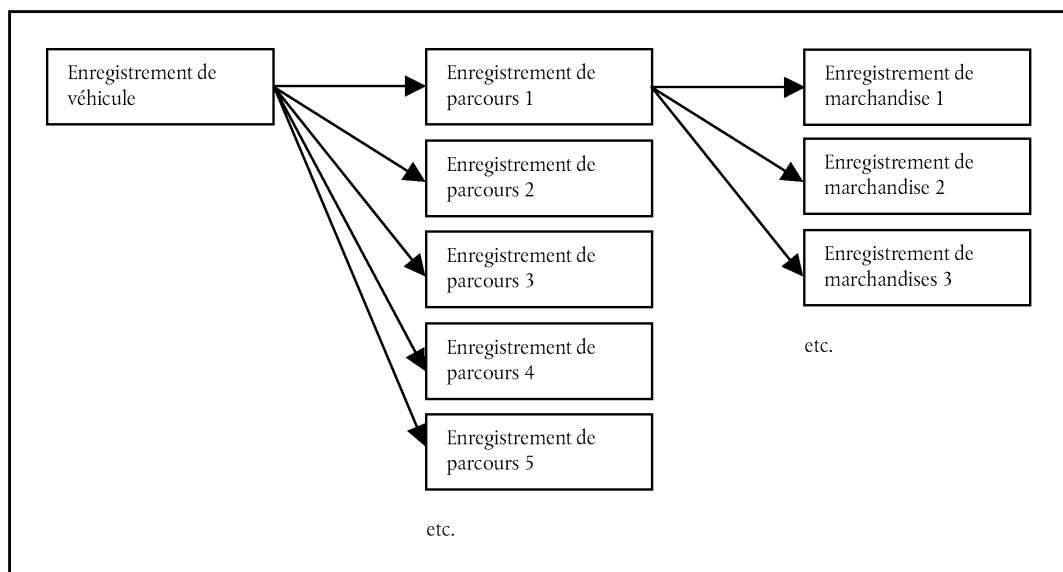 Enregistrement de
véhicule
Enregistrement de
parcours 1
Enregistrement de
parcours 2
Enregistrement de
parcours 3
Enregistrement de
parcours 4
Enregistrement de
parcours 5
etc.
Enregistrement de
marchandise 1
Enregistrement de
marchandise 2
Enregistrement de
marchandises 3
etc.